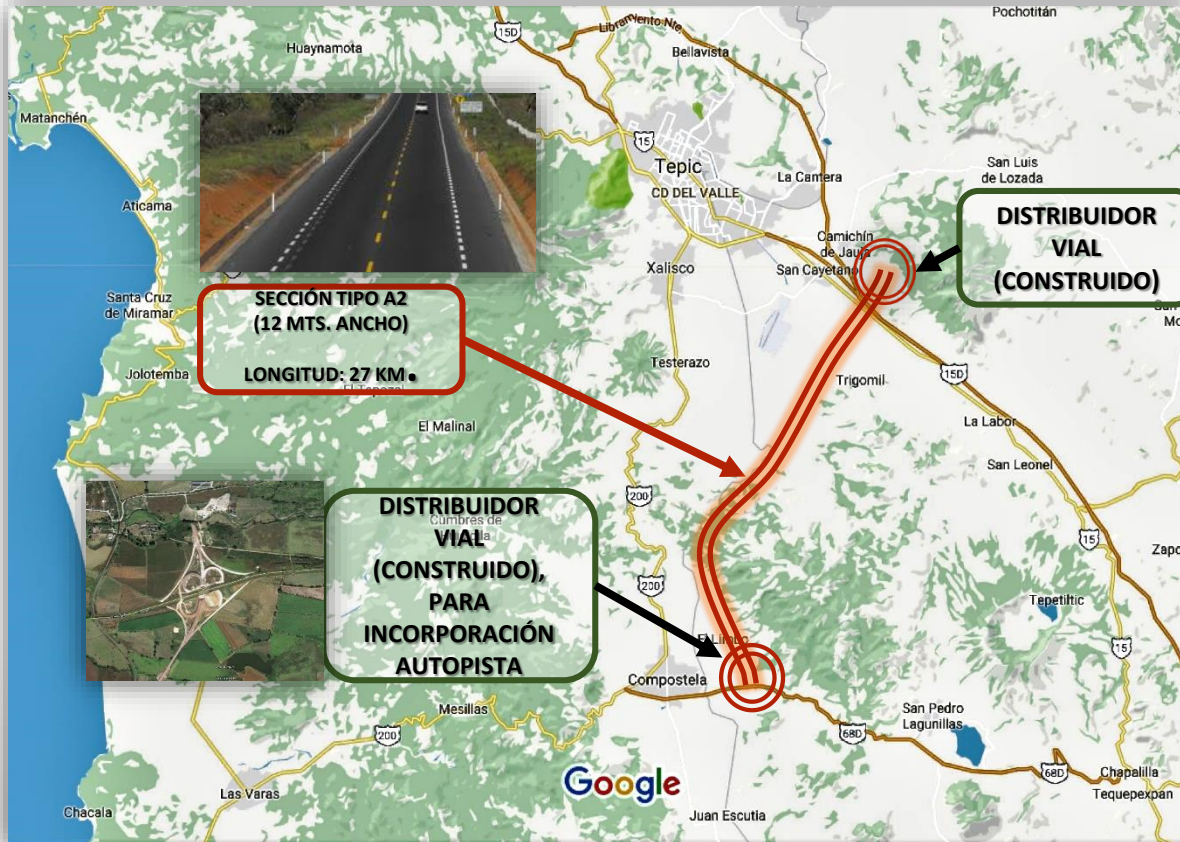 Pochotitán
15D
Libramiento Nte.
Huaynamota
Bellavista
Matanchén
15
Tepic
San Luis
de Lozada
La Cantera
CD DEL VALLE
Aticama
DISTRIBUIDOR
VIAL
(CONSTRUIDO)
Camichín
de Jauja
Xalisco
San Cayetano
Santa Cruz
de Miramar
SECCIÓN TIPO A2
(12 MTS. ANCHO)
LONGITUD: 27 KM.
Mo
Testerazo
Jolotemba
Trigomil
15D
El Malinal
La Labor
San Leonel
200
DISTRIBUIDOR
VIAL
(CONSTRUIDO),
PARA
INCORPORACIÓN
AUTOPISTA
Cumbres de
15
Zapo
200
Tepetiltic
15
Compostela
Mesillas
San Pedro
Lagunillas
200
68D
68D
Chapalilla
Tequepexpan
Google
Las Varas
Chacala
Juan Escutia